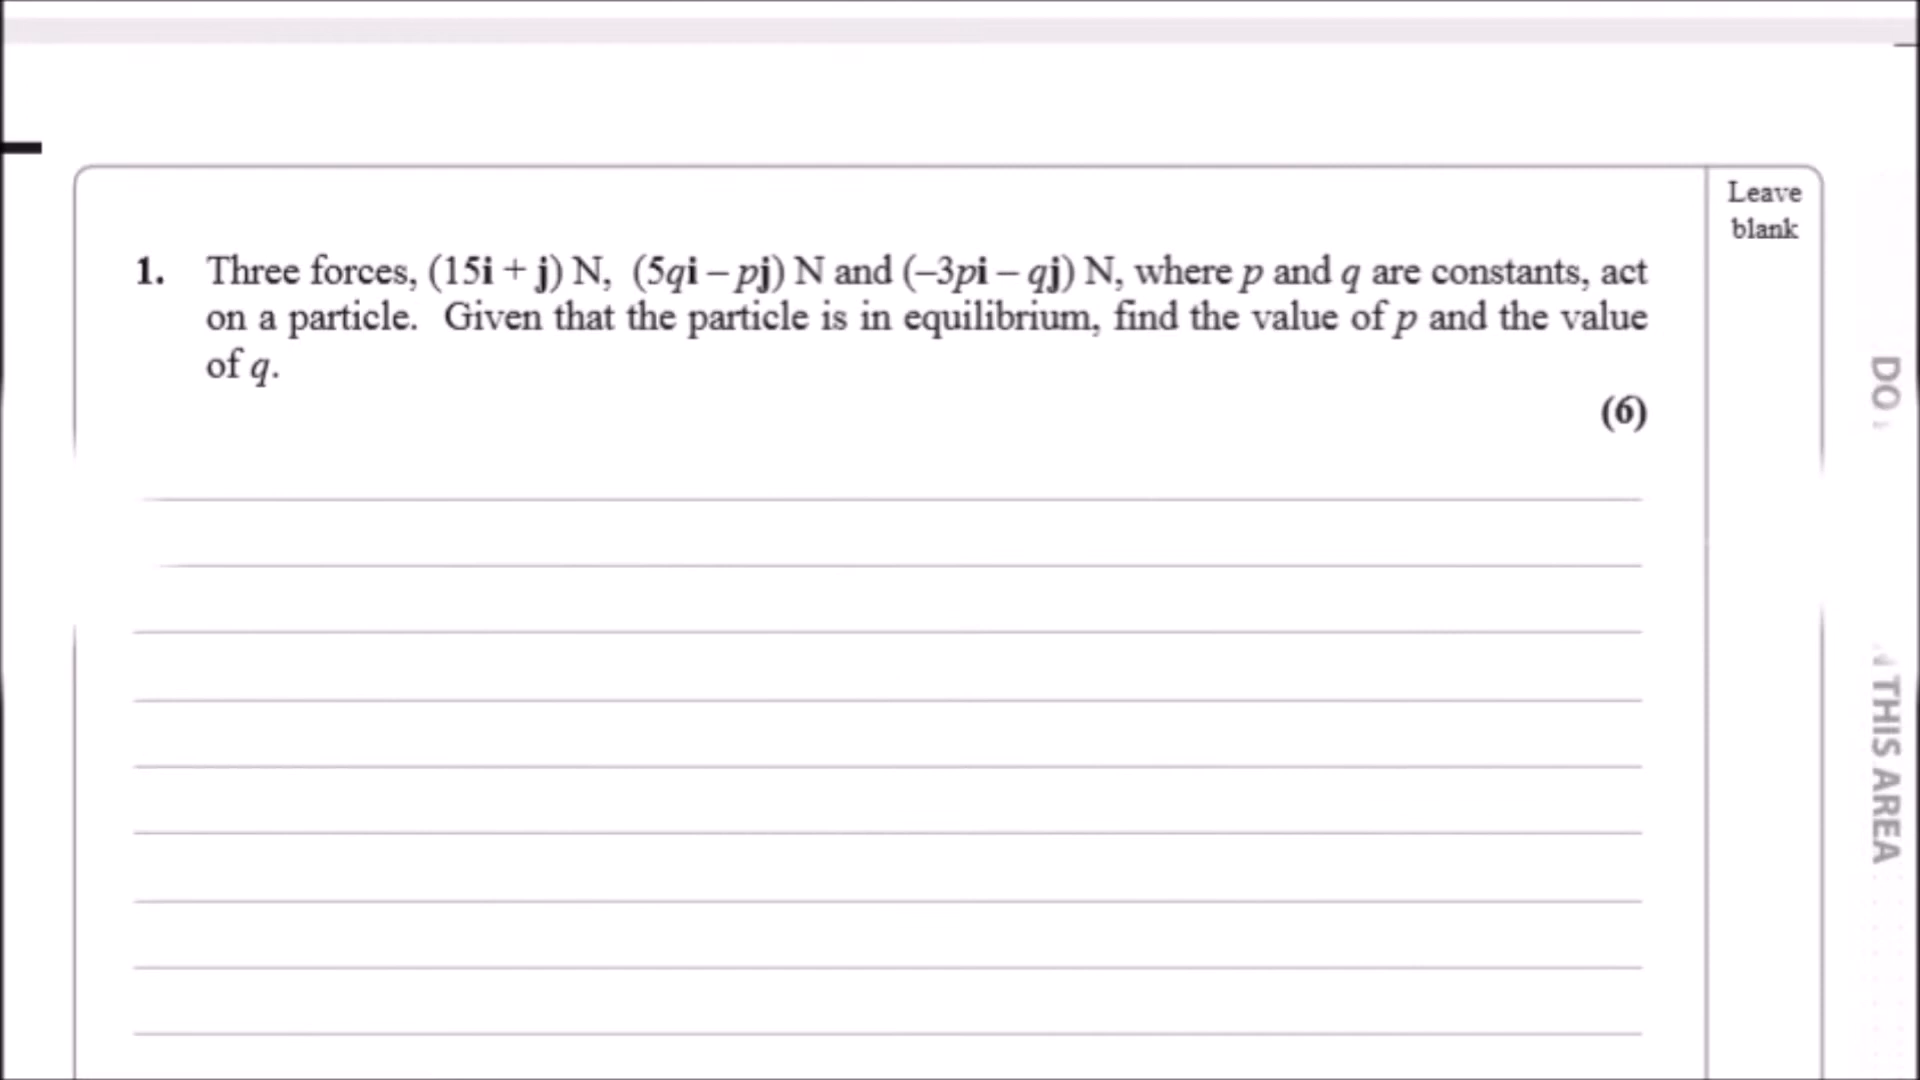 Leave
blank
1. Three forces, (15i + j) N, (5qi – pj) N and (–3pi – qj) N, where p and q are constants, act
on a particle. Given that the particle is in equilibrium, find the value of p and the value
of q.
(6)
DO
THIS AREA